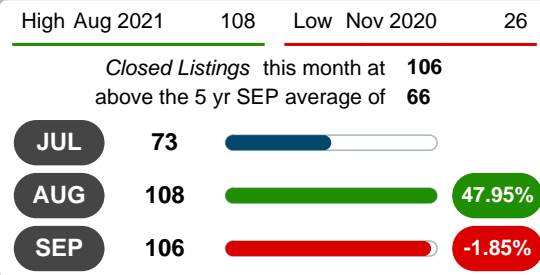 High Aug 2021 108 Low Nov 2020 26
Closed Listings this month at 106
above the 5 yr SEP average of 66
JUL 73
AUG 108 47.95%
SEP 106 -1.85%